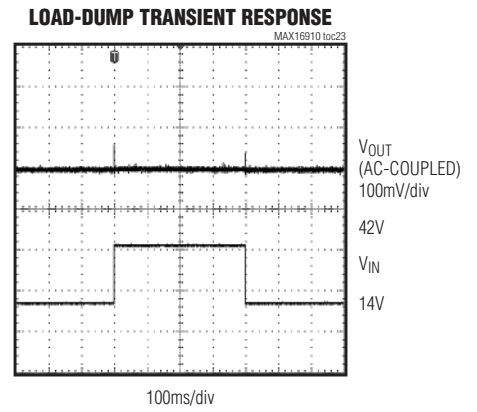 LOAD-DUMP TRANSIENT RESPONSE
MAX16910 toc23
T
VOUT
(AC-COUPLED)
100mV/div
42V
VIN
14V
100ms/div